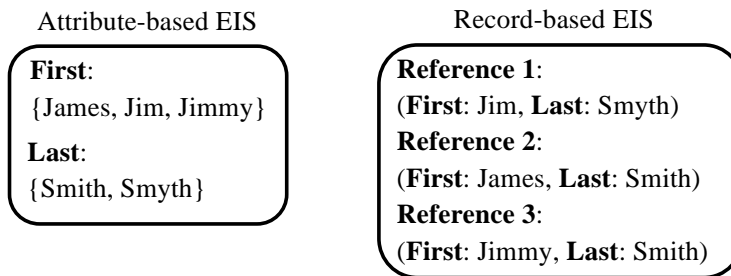 Attribute-based EIS
First:
{James, Jim, Jimmy}
Last:
{Smith, Smyth}
Record-based EIS
Reference 1:
(First: Jim, Last: Smyth)
Reference 2:
(First: James, Last: Smith)
Reference 3:
(First: Jimmy, Last: Smith)